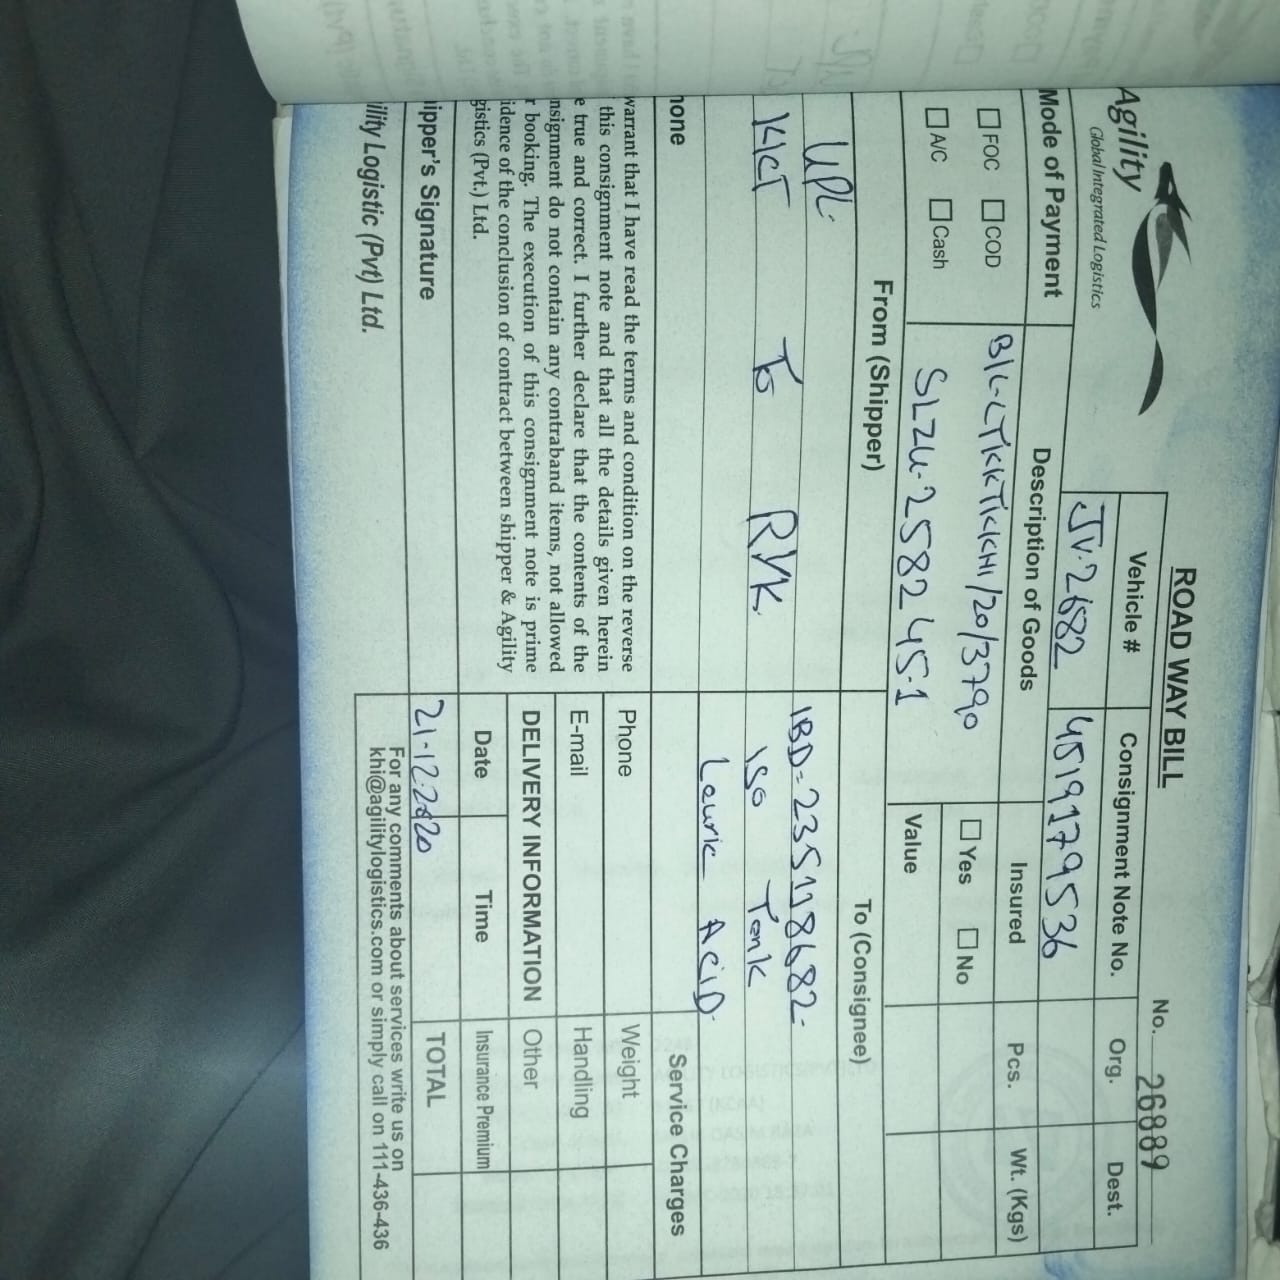 ROAD WAY BILL
No. 26889
Agility
Global Integrated Logistics
Vehicle #
Consignment Note No.
Org.
Dest.
JV-2682
4519179536
Mode of Payment
Description of Goods
Insured
Pcs.
Wt. (Kgs)
FOC
COD
A/C
Cash
B/L-LTKKTKKHI/20/3790
SLZU-258245-1
Yes
No
Value
From (Shipper)
To (Consignee)
UPL
KICT To RYK
IBD=235118682-
ISO Tank
Lauric ACiD
hone
Service Charges
warrant that I have read the terms and condition on the reverse
this consignment note and that all the details given herein
e true and correct. I further declare that the contents of the
nsignment do not contain any contraband items, not allowed
r booking. The execution of this consignment note is prime
idence of the conclusion of contract between shipper & Agility
gistics (Pvt.) Ltd.
Phone
E-mail
Weight
Handling
DELIVERY INFORMATION
Other
Date
Time
Insurance Premium
21-12-2020
TOTAL
ipper's Signature
ility Logistic (Pvt) Ltd.
For any comments about services write us on
khi@agilitylogistics.com or simply call on 111-436-436